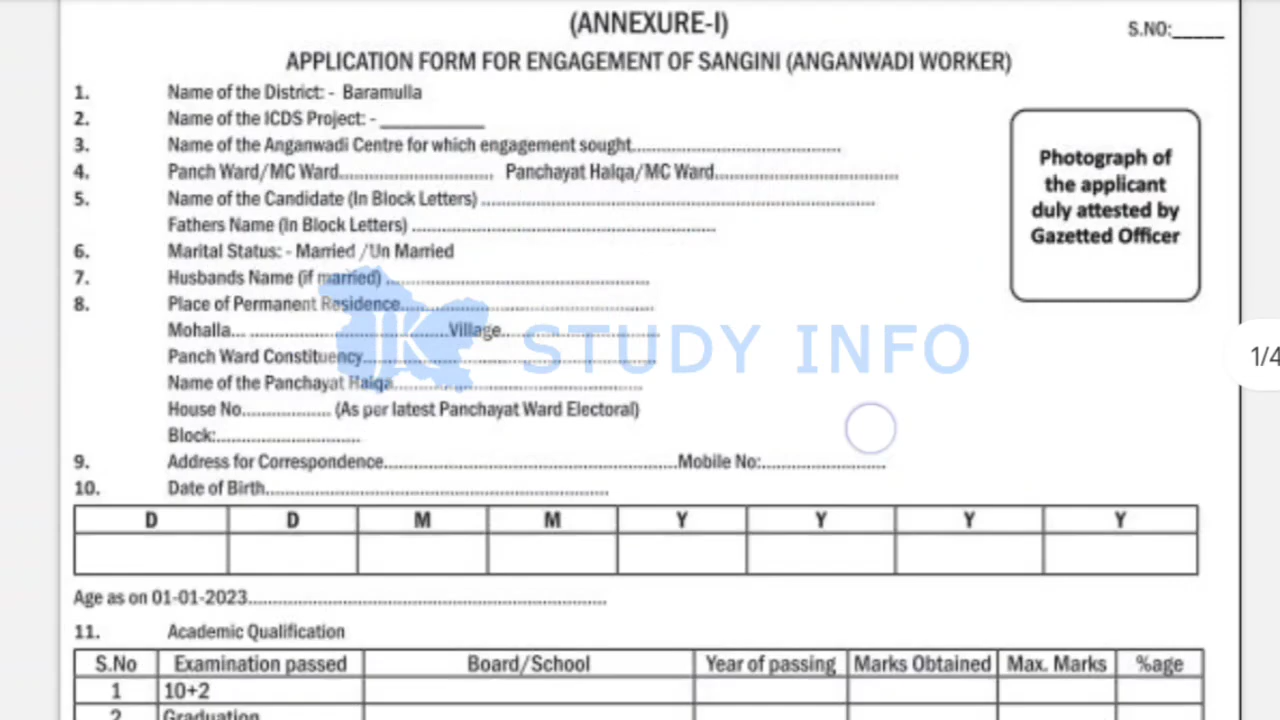 (ANNEXURE-I)
S.NO:_____
APPLICATION FORM FOR ENGAGEMENT OF SANGINI (ANGANWADI WORKER)
1. Name of the District: - Baramulla
2. Name of the ICDS Project: - ___________
3. Name of the Anganwadi Centre for which engagement sought....................................................
4. Panch Ward/MC Ward....................................... Panchayat Halqa/MC Ward..............................................
5. Name of the Candidate (In Block Letters) ....................................................................................
Fathers Name (In Block Letters) .................................................................
Photograph of
the applicant
duly attested by
Gazetted Officer
6. Marital Status: - Married /Un Married
7. Husbands Name (if married) .........................................................
8. Place of Permanent Residence.......................................................
Mohalla... ..........................................Village.................................
Panch Ward Constituency...............................................................
Name of the Panchayat Halqa.......................................................
House No.................... (As per latest Panchayat Ward Electoral)
Block:................................
JK STUDY INFO
1/4
9. Address for Correspondence...............................................................Mobile No:...........................
10. Date of Birth...........................................................................
D D M M Y Y Y Y
Age as on 01-01-2023...............................................................................
11. Academic Qualification
S.No Examination passed Board/School Year of passing Marks Obtained Max. Marks %age
1 10+2
2 Graduation